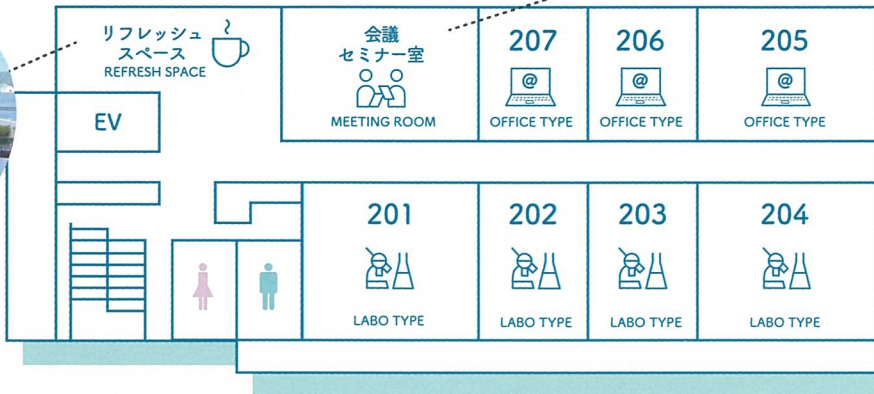 リフレッシュ
スペース
REFRESH SPACE
会議
セミナー室
MEETING ROOM
207
@
OFFICE TYPE
206
@
OFFICE TYPE
205
@
OFFICE TYPE
EV
201
LABO TYPE
202
LABO TYPE
203
LABO TYPE
204
LABO TYPE